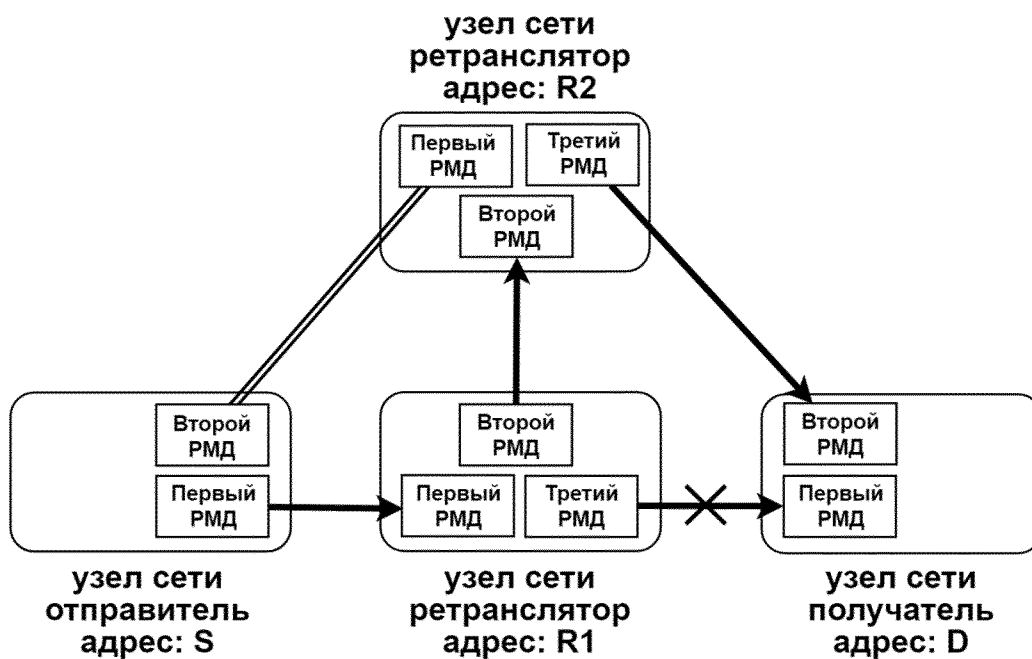 узел сети
ретранслятор
адрес: R2
Первый
РМД
Третий
РМД
Второй
РМД
Второй
РМД
Первый
РМД
Второй
РМД
Первый
РМД
Третий
РМД
Второй
РМД
Первый
РМД
узел сети
отправитель
адрес: S
узел сети
ретранслятор
адрес: R1
узел сети
получатель
адрес: D